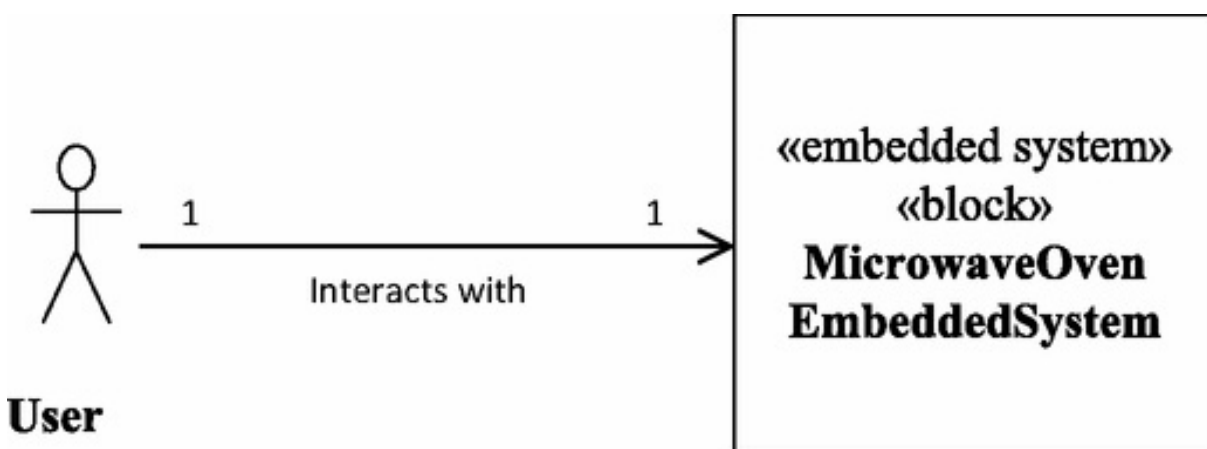 1
1
Interacts with
User
«embedded system»
«block»
MicrowaveOven
EmbeddedSystem